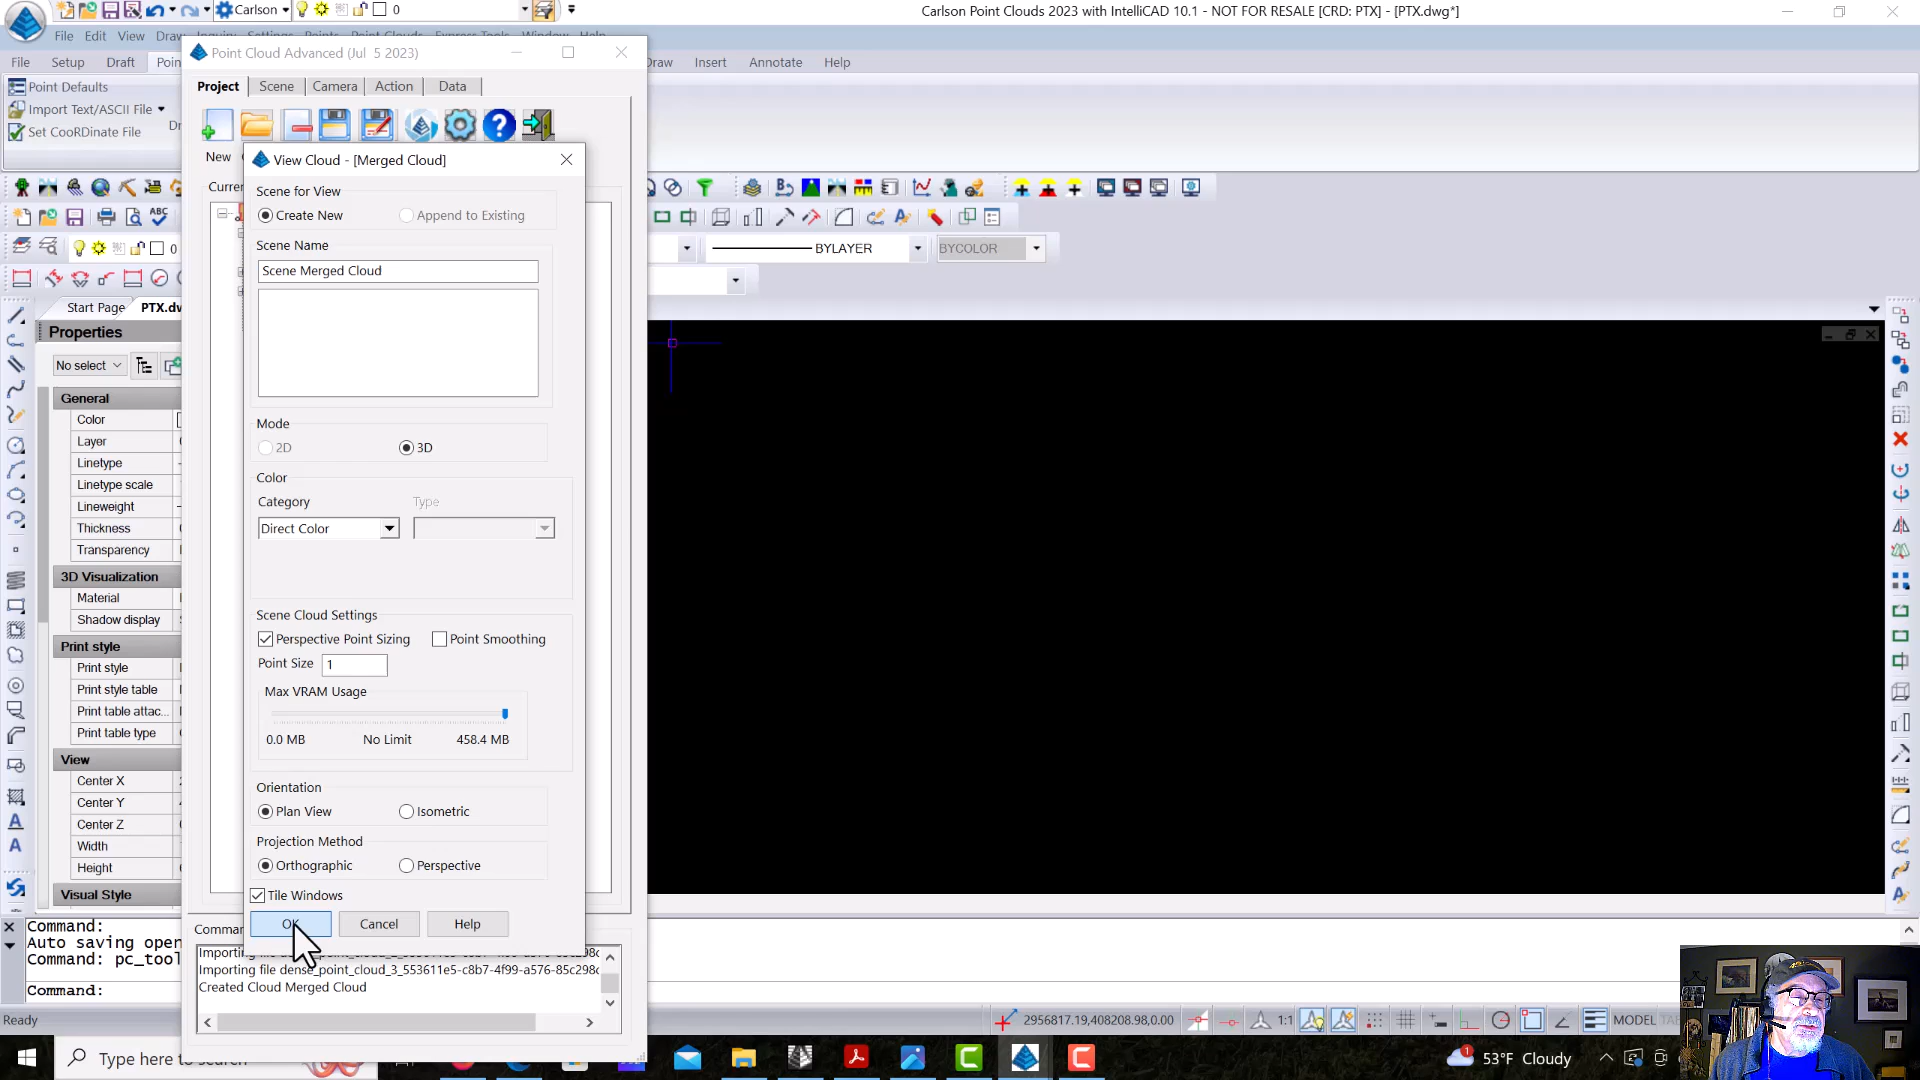 Carlson
0
Carlson Point Clouds 2023 with IntelliCAD 10.1 - NOT FOR RESALE [CRD: PTX] - [PTX.dwg*]
File Edit View
File Setup Draft
Draw Insert Annotate Help
Point Cloud Advanced (Jul 5 2023)
Project Scene Camera Action Data
Point Defaults
Import Text/ASCII File
Set CooRDinate File
New
View Cloud - [Merged Cloud]
Scene for View
Create New Append to Existing
Scene Name
Scene Merged Cloud
Mode
2D 3D
Color
Category Type
Direct Color
Scene Cloud Settings
Perspective Point Sizing Point Smoothing
Point Size 1
Max VRAM Usage
0.0 MB No Limit 458.4 MB
Orientation
Plan View Isometric
Projection Method
Orthographic Perspective
Tile Windows
OK Cancel Help
ABC
0
BYLAYER BYCOLOR
Start Page PTX.dw
Properties
No select
General
Color
Layer
Linetype
Linetype scale
Lineweight
Thickness
Transparency
3D Visualization
Material
Shadow display
Print style
Print style
Print style table
Print table attac...
Print table type
View
Center X
Center Y
Center Z
Width
Height
Visual Style
Command:
Auto saving open
Command: pc_tool
Command:
Importing file dense_point_cloud_3_553611e5-c8b7-4f99-a576-85c298c
Created Cloud Merged Cloud
Ready
2956817.19,408208.98,0.00 1:1 MODEL
Type here to search
53°F Cloudy